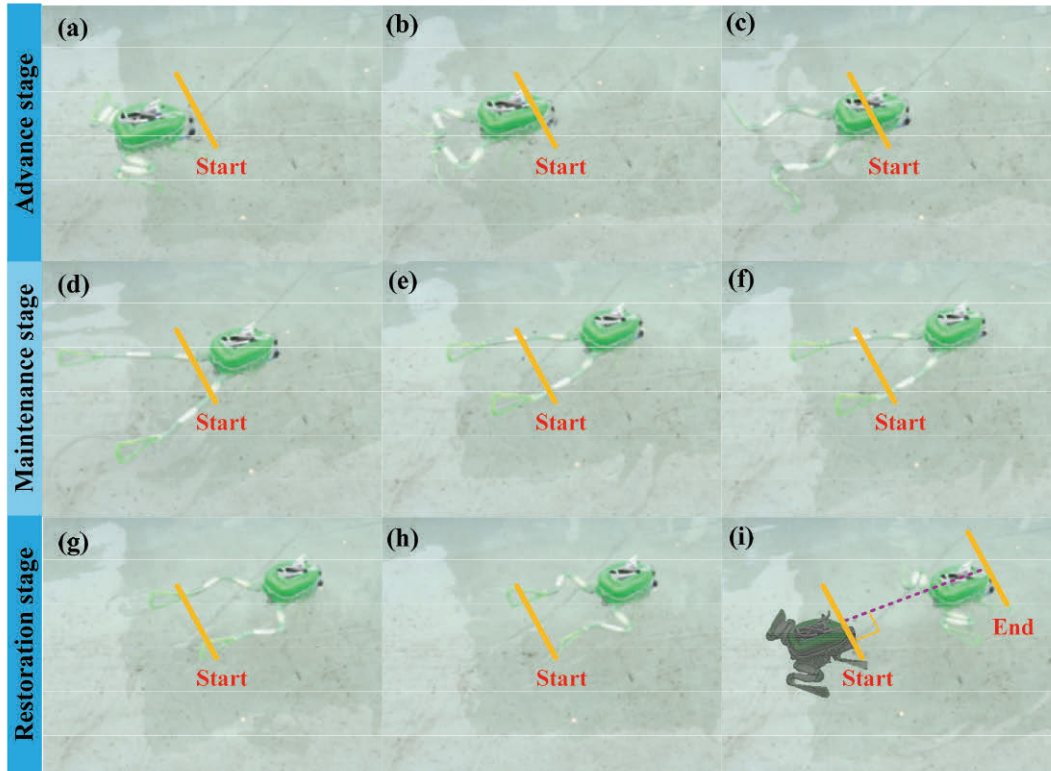 Advance stage
(a)
Start
(b)
Start
(c)
Start
Maintenance stage
(d)
Start
(e)
Start
(f)
Start
Restoration stage
(g)
Start
(h)
Start
(i)
Start
End